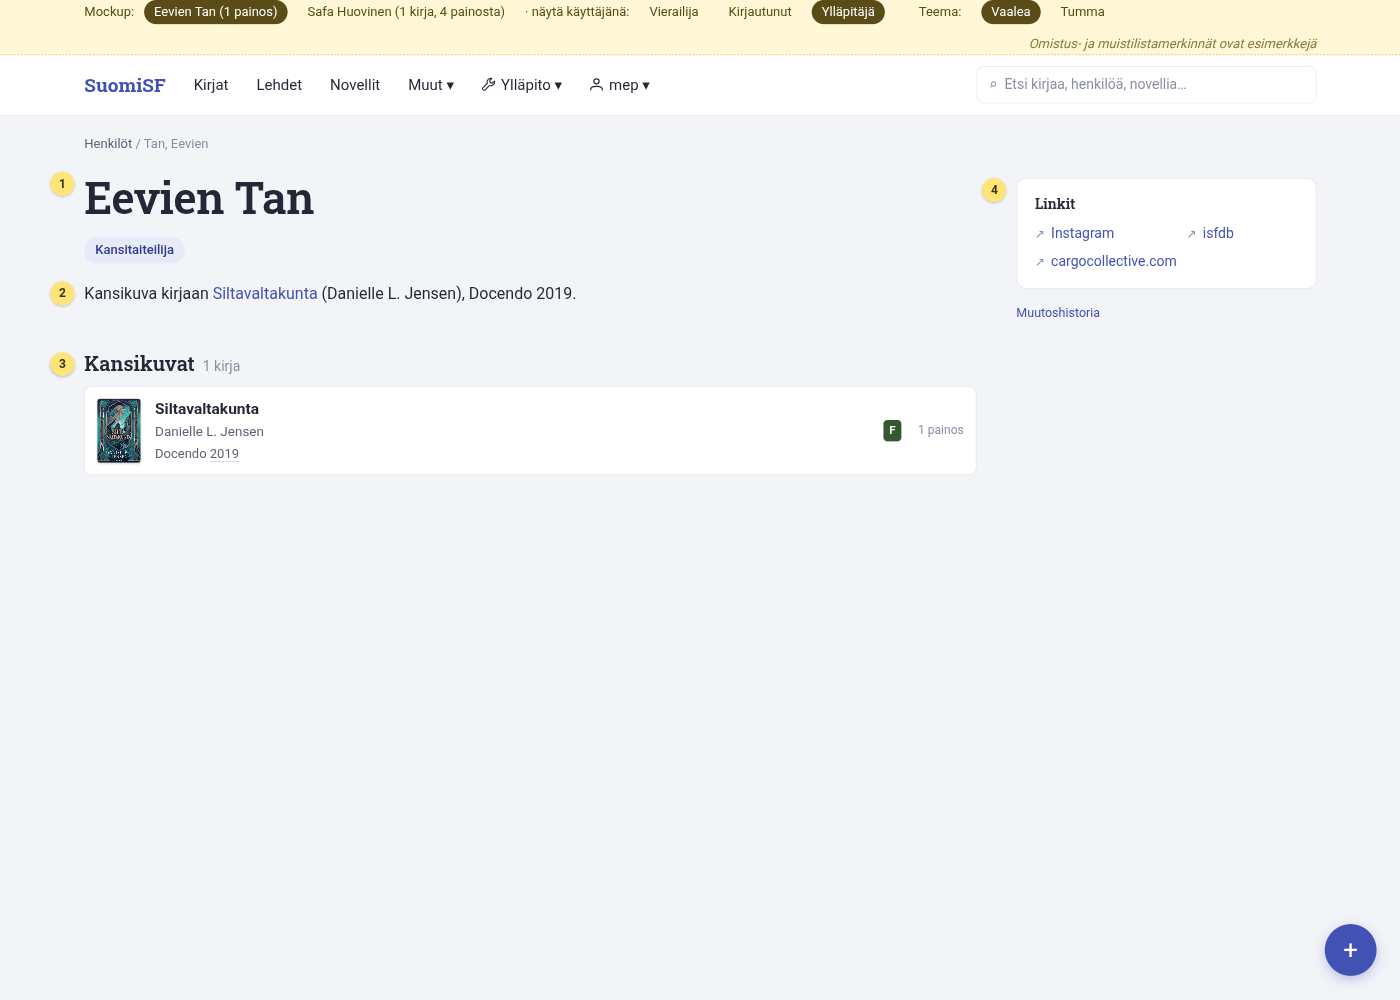 Mockup: Eevien Tan (1 painos) Safa Huovinen (1 kirja, 4 painosta) · näytä käyttäjänä: Vierailija Kirjautunut Ylläpitäjä Teema: Vaalea Tumma
Omistus- ja muistilistamerkinnät ovat esimerkkejä
SuomiSF Kirjat Lehdet Novellit Muut ▾ Ylläpito ▾ mep ▾ Etsi kirjaa, henkilöä, novellia…
Henkilöt / Tan, Eevien
1 Eevien Tan
Kansitaiteilija
2 Kansikuva kirjaan Siltavaltakunta (Danielle L. Jensen), Docendo 2019.
3 Kansikuvat 1 kirja
Siltavaltakunta
Danielle L. Jensen
Docendo 2019
F 1 painos
4 Linkit
↗ Instagram ↗ isfdb
↗ cargocollective.com
Muutoshistoria
+